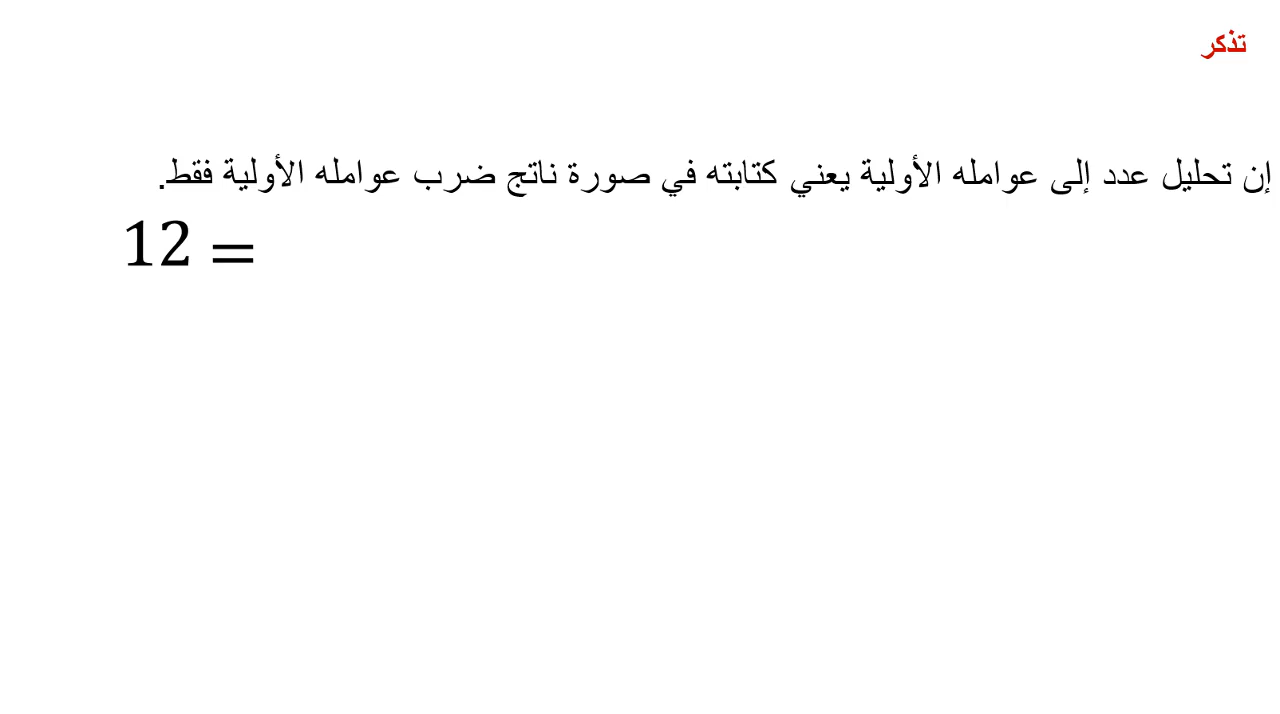 تذكر
إن تحليل عدد إلى عوامله الأولية يعني كتابته في صورة ناتج ضرب عوامله الأولية فقط.
12 =